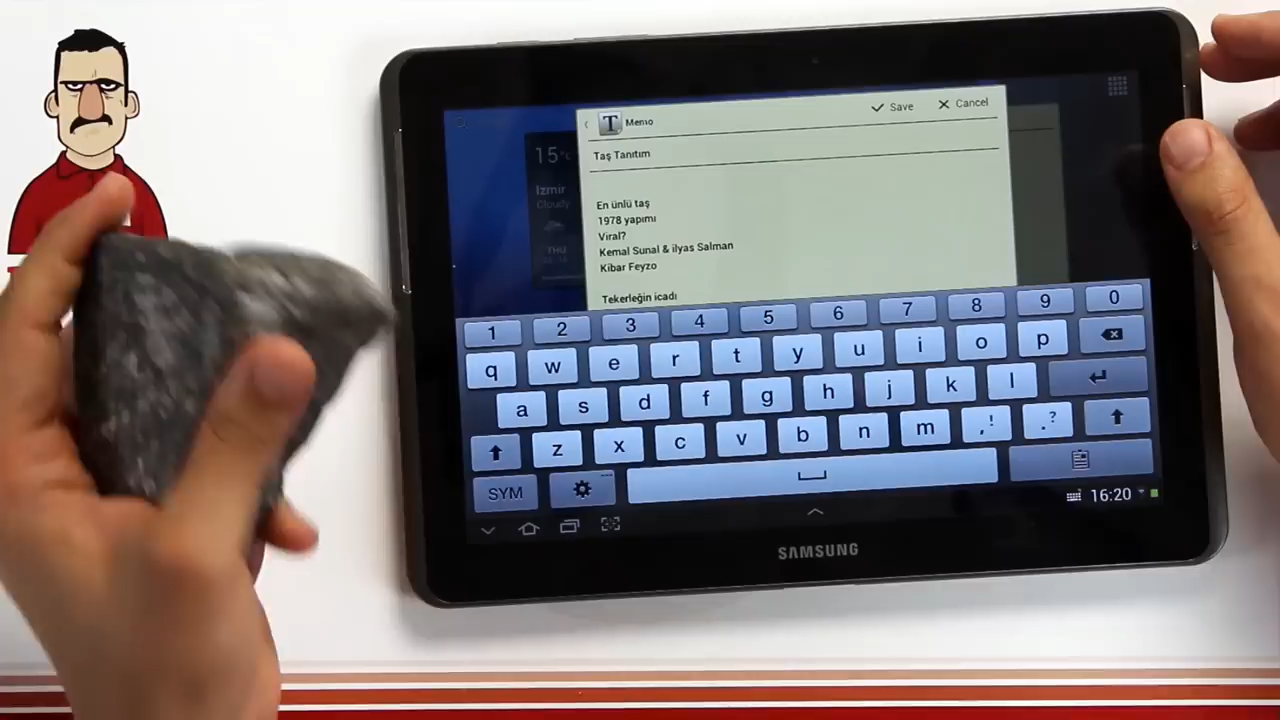 Memo
Save
Cancel
Taş Tanıtım
15°c
Izmir
Cloudy
THU
En ünlü taş
1978 yapımı
Viral?
Kemal Sunal & ilyas Salman
Kibar Feyzo
Tekerleğin icadı
1 2 3 4 5 6 7 8 9 0
q w e r t y u i o p
a s d f g h j k l
z x c v b n m ,! .?
SYM
16:20
SAMSUNG